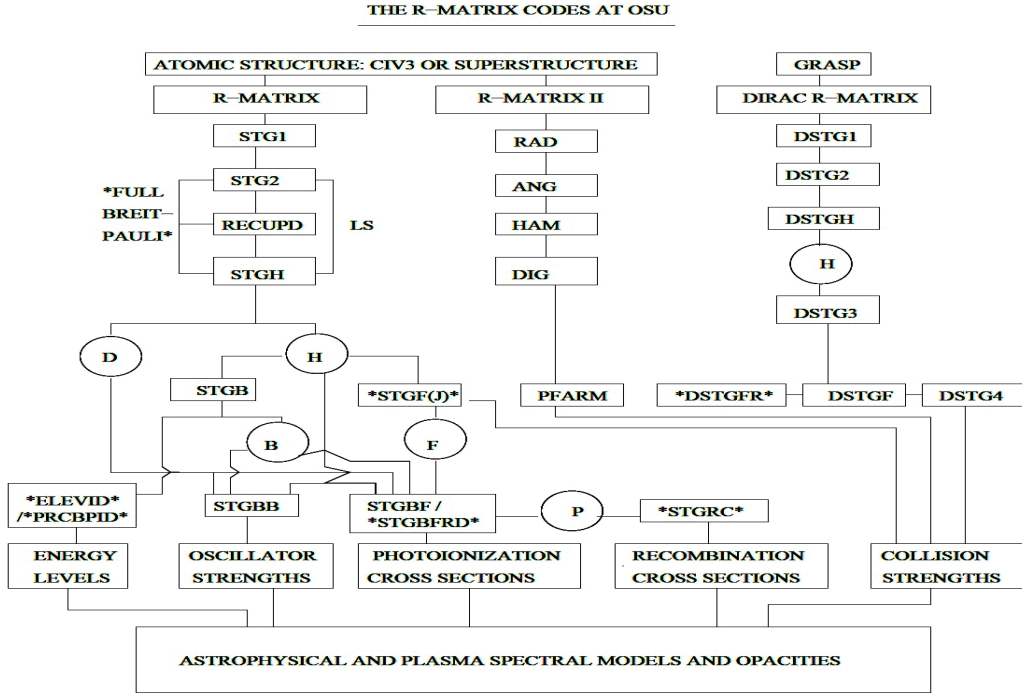 THE R−MATRIX CODES AT OSU
ATOMIC STRUCTURE: CIV3 OR SUPERSTRUCTURE
GRASP
R−MATRIX
R−MATRIX II
DIRAC R−MATRIX
STG1
RAD
DSTG1
STG2
ANG
DSTG2
*FULL
BREIT−
PAULI*
RECUPD
LS
HAM
DSTGH
STGH
DIG
H
DSTG3
D
H
STGB
*STGF(J)*
PFARM
*DSTGFR*
DSTGF
DSTG4
B
F
*ELEVID*
/*PRCBPID*
STGBB
STGBF /
*STGBFRD*
P
*STGRC*
ENERGY
LEVELS
OSCILLATOR
STRENGTHS
PHOTOIONIZATION
CROSS SECTIONS
RECOMBINATION
CROSS SECTIONS
COLLISION
STRENGTHS
ASTROPHYSICAL AND PLASMA SPECTRAL MODELS AND OPACITIES